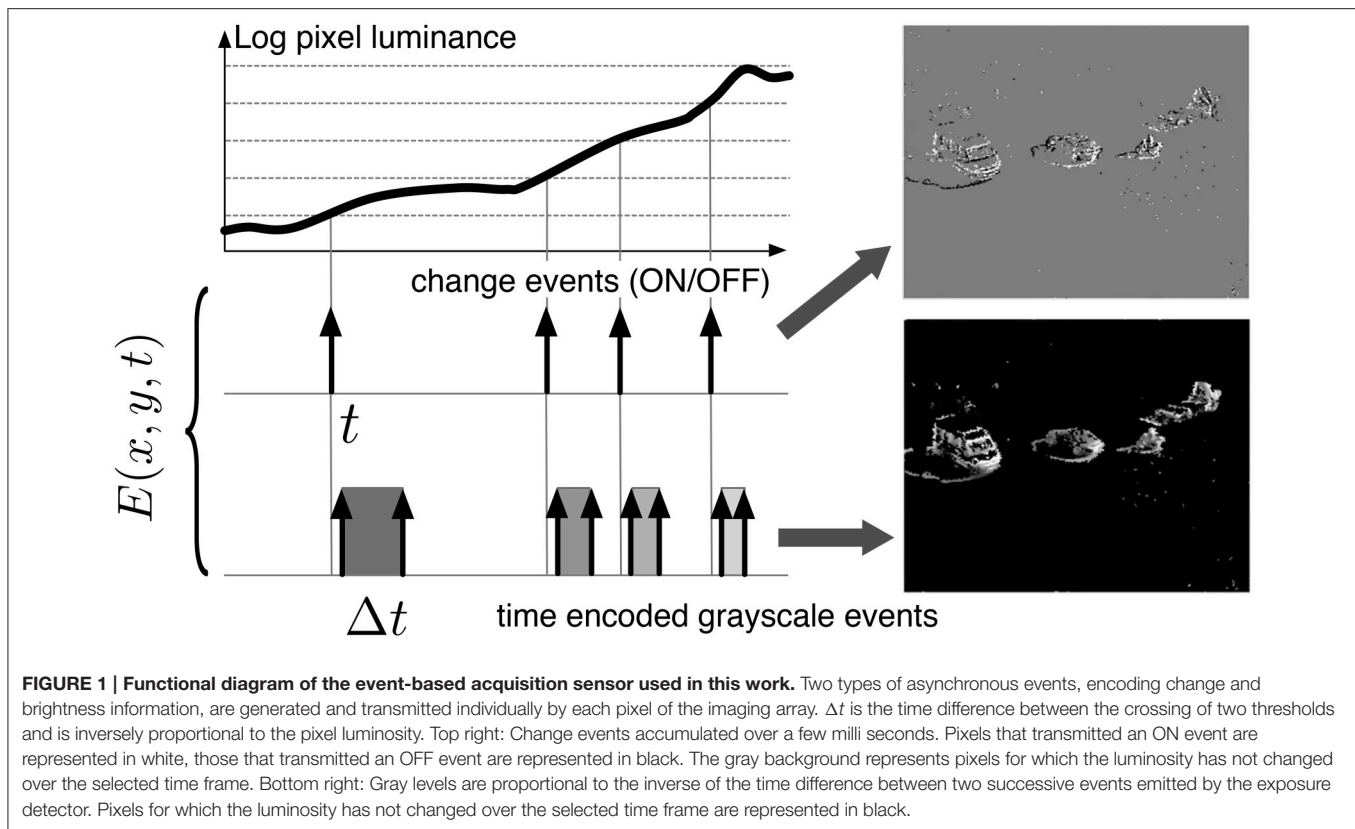 Log pixel luminance
change events (ON/OFF)
E(x, y, t)
t
Δt
time encoded grayscale events
FIGURE 1 | Functional diagram of the event-based acquisition sensor used in this work. Two types of asynchronous events, encoding change and
brightness information, are generated and transmitted individually by each pixel of the imaging array. Δt is the time difference between the crossing of two thresholds
and is inversely proportional to the pixel luminosity. Top right: Change events accumulated over a few milli seconds. Pixels that transmitted an ON event are
represented in white, those that transmitted an OFF event are represented in black. The gray background represents pixels for which the luminosity has not changed
over the selected time frame. Bottom right: Gray levels are proportional to the inverse of the time difference between two successive events emitted by the exposure
detector. Pixels for which the luminosity has not changed over the selected time frame are represented in black.